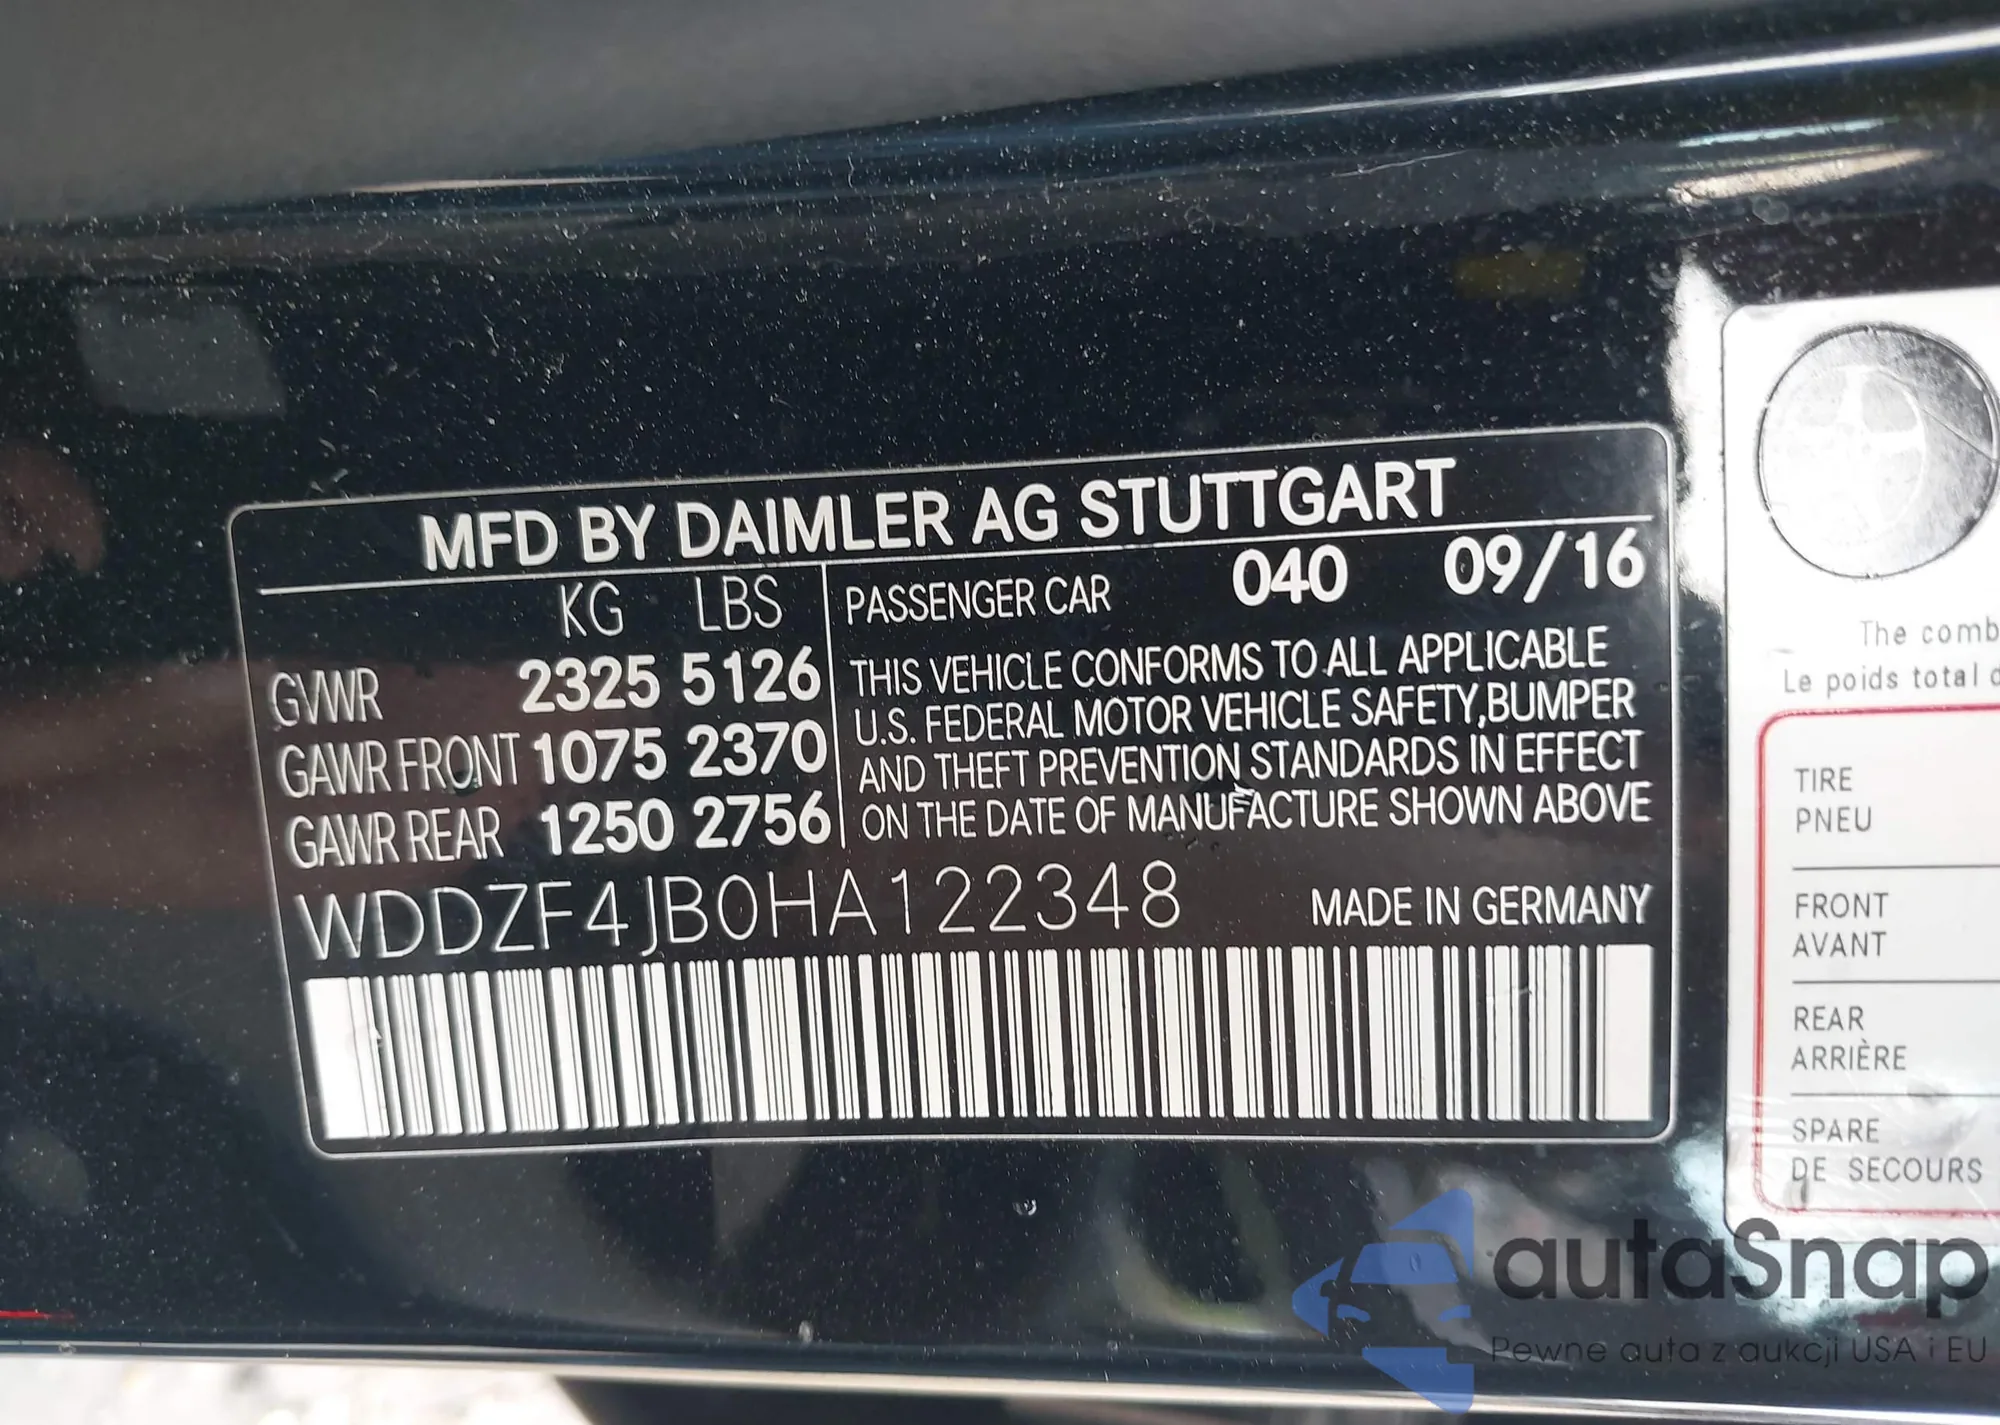 MFD BY DAIMLER AG STUTTGART
KG LBS
GVWR 2325 5126
GAWR FRONT 1075 2370
GAWR REAR 1250 2756
PASSENGER CAR 040 09/16
THIS VEHICLE CONFORMS TO ALL APPLICABLE
U.S. FEDERAL MOTOR VEHICLE SAFETY,BUMPER
AND THEFT PREVENTION STANDARDS IN EFFECT
ON THE DATE OF MANUFACTURE SHOWN ABOVE
WDDZF4JB0HA122348 MADE IN GERMANY
The comb
Le poids total d
TIRE
PNEU
FRONT
AVANT
REAR
ARRIÈRE
SPARE
DE SECOURS
autaSnap
Pewne auta z aukcji USA i EU